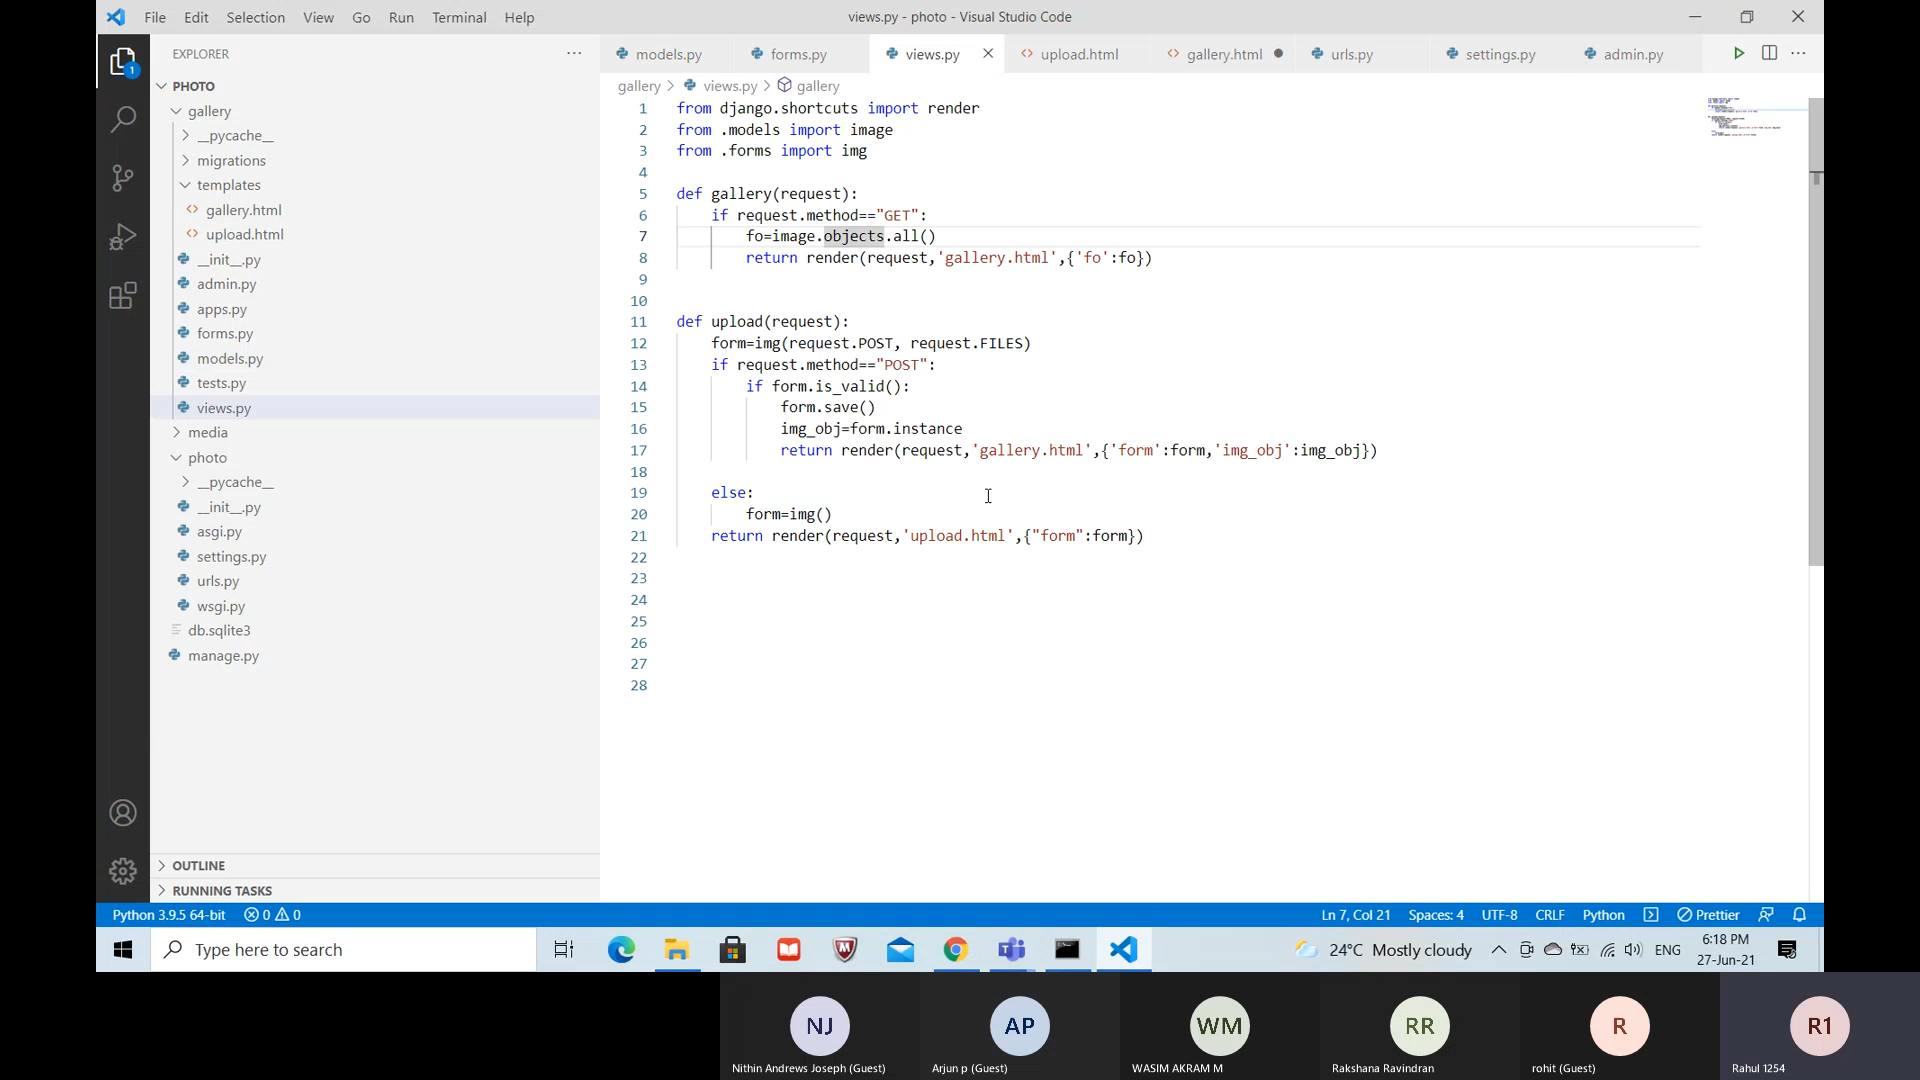 File Edit Selection View Go Run Terminal Help
views.py - photo - Visual Studio Code
EXPLORER
PHOTO
gallery
__pycache__
migrations
templates
gallery.html
upload.html
__init__.py
admin.py
apps.py
forms.py
models.py
tests.py
views.py
media
photo
__pycache__
__init__.py
asgi.py
settings.py
urls.py
wsgi.py
db.sqlite3
manage.py
OUTLINE
RUNNING TASKS
1
models.py forms.py views.py upload.html gallery.html urls.py settings.py admin.py
gallery > views.py > gallery
1 from django.shortcuts import render
2 from .models import image
3 from .forms import img
4
5 def gallery(request):
6 if request.method=="GET":
7 fo=image.objects.all()
8 return render(request,'gallery.html',{'fo':fo})
9
10
11 def upload(request):
12 form=img(request.POST, request.FILES)
13 if request.method=="POST":
14 if form.is_valid():
15 form.save()
16 img_obj=form.instance
17 return render(request,'gallery.html',{'form':form,'img_obj':img_obj})
18
19 else:
20 form=img()
21 return render(request,'upload.html',{"form":form})
22
23
24
25
26
27
28
Python 3.9.5 64-bit 0 0 Ln 7, Col 21 Spaces: 4 UTF-8 CRLF Python Prettier
Type here to search
24°C Mostly cloudy ENG
6:18 PM
27-Jun-21
NJ AP WM RR R R1
Nithin Andrews Joseph (Guest) Arjun p (Guest) WASIM AKRAM M Rakshana Ravindran rohit (Guest) Rahul 1254